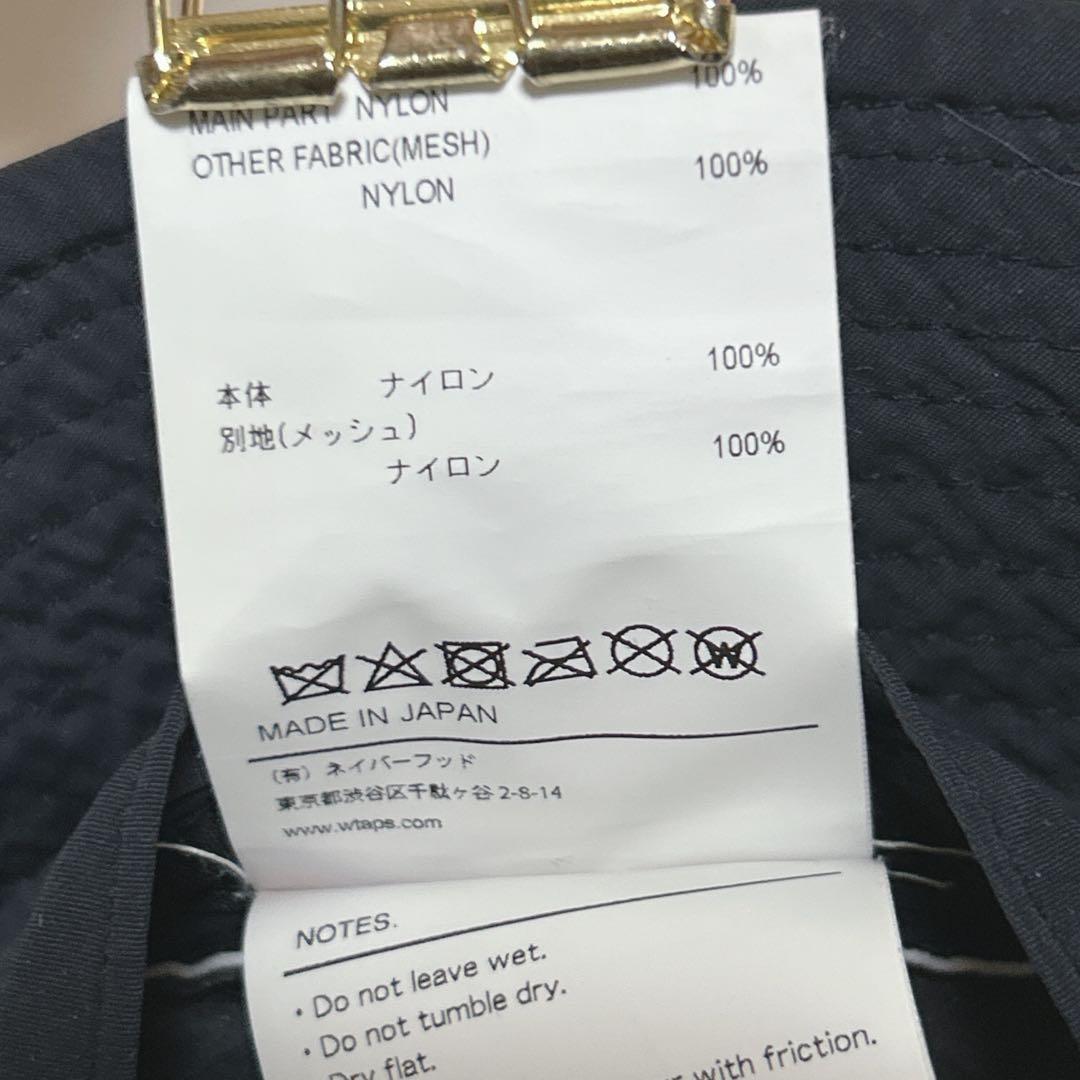 MAIN PART NYLON 100%
OTHER FABRIC(MESH)
NYLON 100%
本体 ナイロン 100%
別地(メッシュ)
ナイロン 100%
W
MADE IN JAPAN
(有) ネイバーフッド
東京都渋谷区千駄ヶ谷 2-8-14
www.wtaps.com
NOTES.
・Do not leave wet.
・Do not tumble dry.
Dry flat.
with friction.